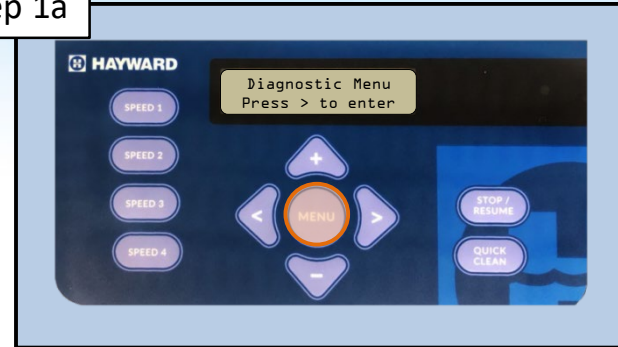 ep 1a
HAYWARD
Diagnostic Menu
Press > to enter
SPEED 1
SPEED 2
SPEED 3
SPEED 4
+
<
MENU
>
-
STOP /
RESUME
QUICK
CLEAN